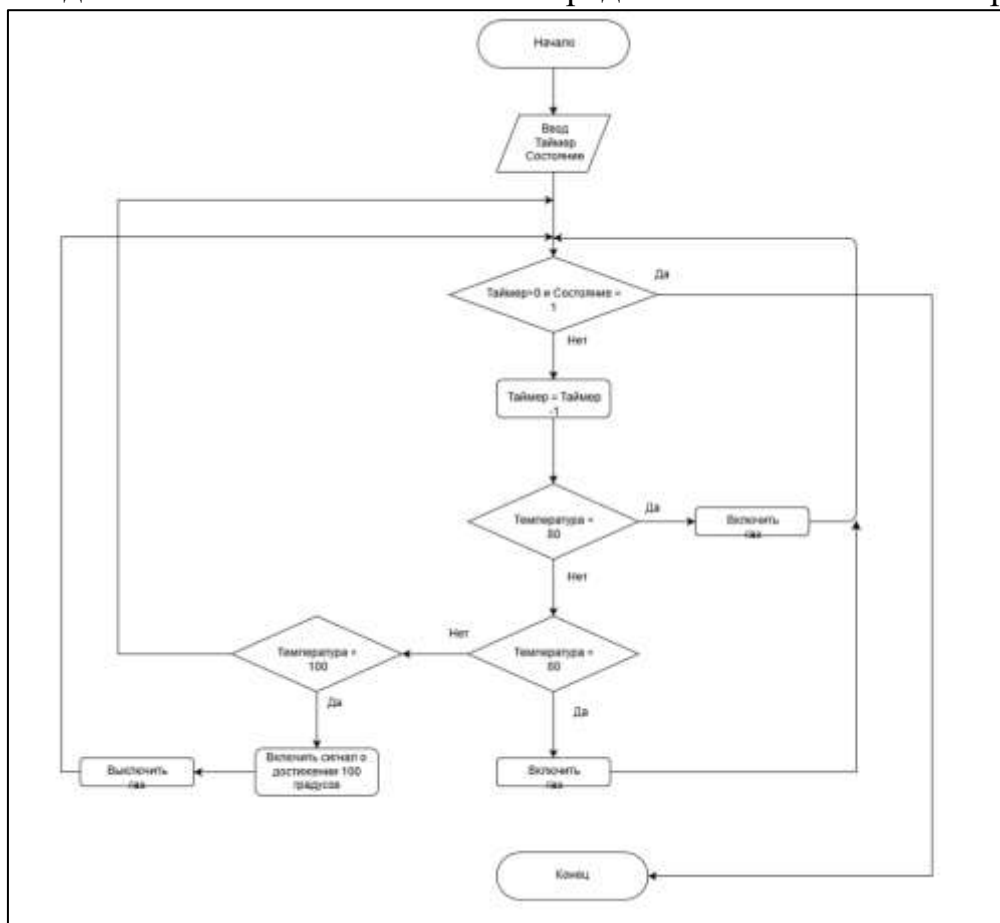 Начало
Ввод
Таймер
Состояние
Таймер=0 и Состояние =
1
Да
Нет
Таймер = Таймер
-1
Температура =
80
Да
Включить
газ
Нет
Температура =
Нет
Температура =
100
Да
Да
Включить сигнал о
достижении 100
градусов
Выключить
газ
Включить
газ
Конец